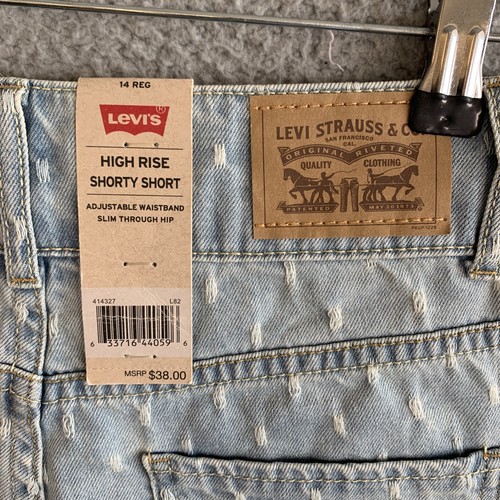 14 REG
LEVI'S®
HIGH RISE
SHORTY SHORT
ADJUSTABLE WAISTBAND
SLIM THROUGH HIP
414327 L82
6 33716 44059 6
MSRP $38.00
LEVI STRAUSS & CO
SAN FRANCISCO
CAL.
ORIGINAL RIVETED
QUALITY CLOTHING
PATENTED MAY 20 1873